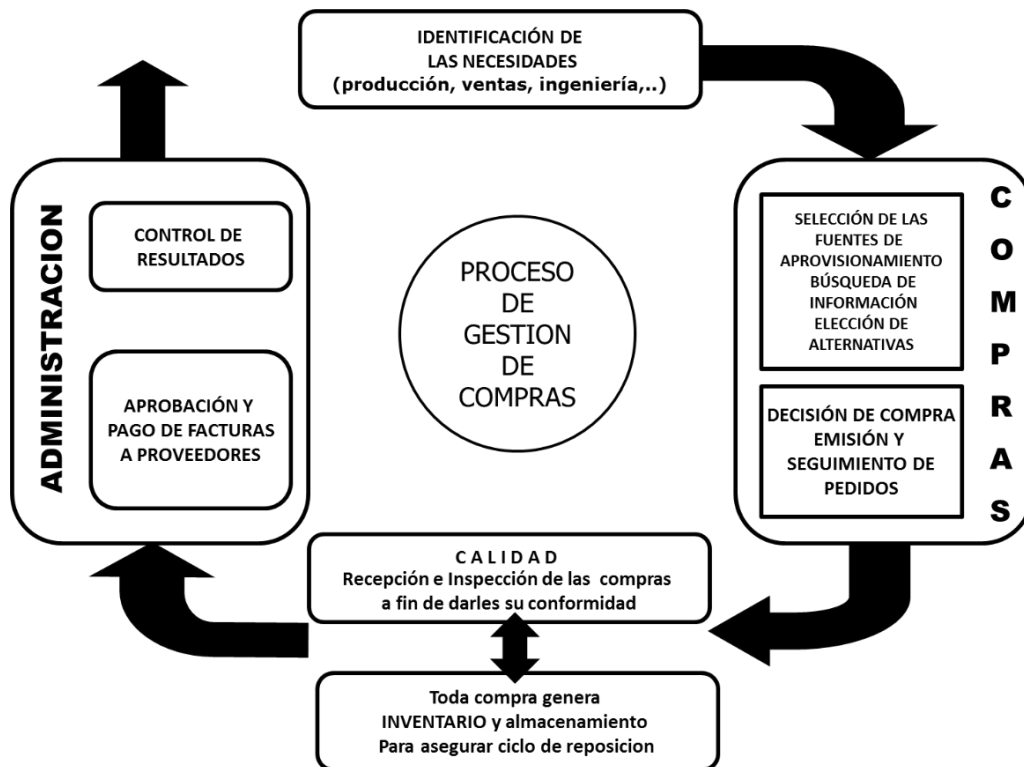 IDENTIFICACIÓN DE
LAS NECESIDADES
(producción, ventas, ingeniería,..)
COMPRAS
SELECCIÓN DE LAS
FUENTES DE
APROVISIONAMIENTO
BÚSQUEDA DE
INFORMACIÓN
ELECCIÓN DE
ALTERNATIVAS
DECISIÓN DE COMPRA
EMISIÓN Y
SEGUIMIENTO DE
PEDIDOS
C A L I D A D
Recepción e Inspección de las compras
a fin de darles su conformidad
Toda compra genera
INVENTARIO y almacenamiento
Para asegurar ciclo de reposicion
ADMINISTRACION
CONTROL DE
RESULTADOS
APROBACIÓN Y
PAGO DE FACTURAS
A PROVEEDORES
PROCESO
DE
GESTION
DE
COMPRAS